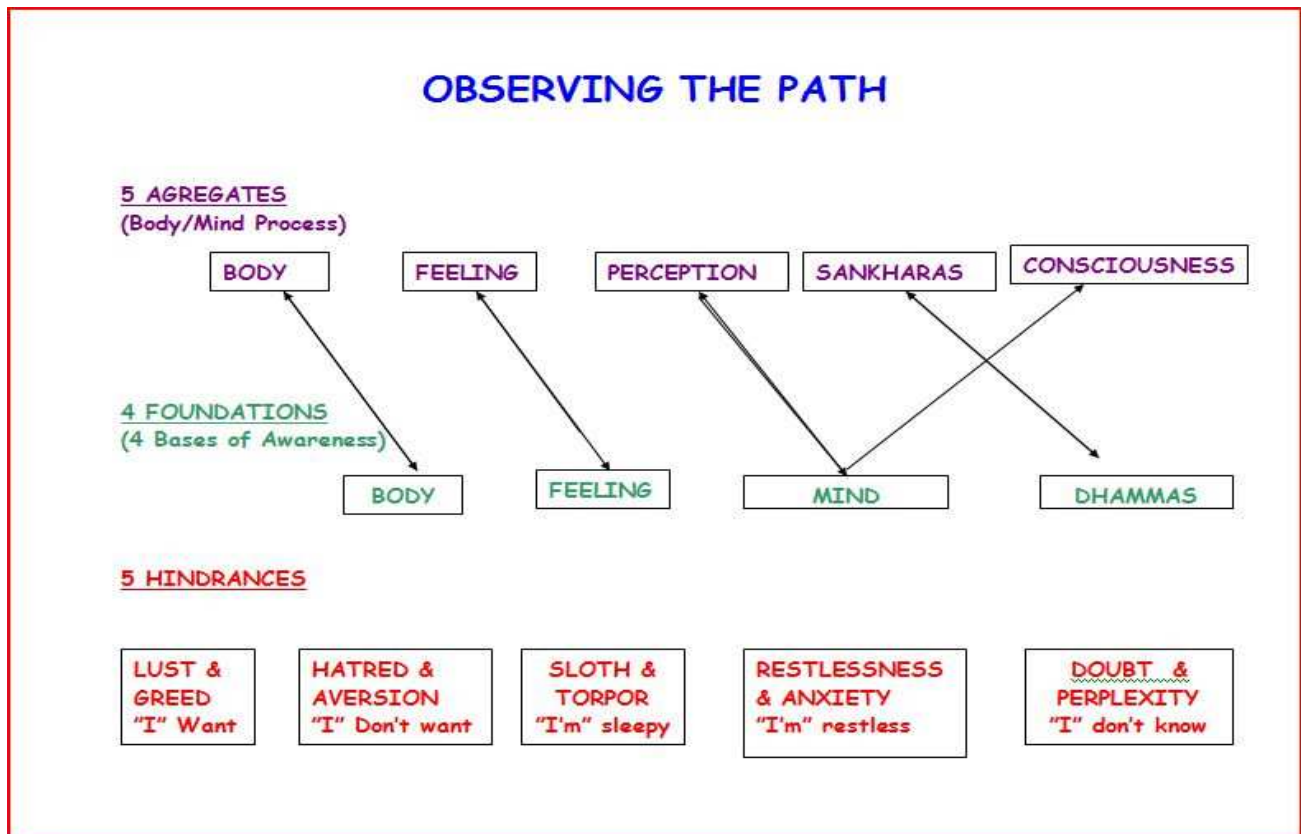 OBSERVING THE PATH
5 AGREGATES
(Body/Mind Process)
BODY
FEELING
PERCEPTION
SANKHARAS
CONSCIOUSNESS
4 FOUNDATIONS
(4 Bases of Awareness)
BODY
FEELING
MIND
DHAMMAS
5 HINDRANCES
LUST &
GREED
"I" Want
HATRED &
AVERSION
"I" Don't want
SLOTH &
TORPOR
"I'm" sleepy
RESTLESSNESS
& ANXIETY
"I'm" restless
DOUBT &
PERPLEXITY
"I" don't know